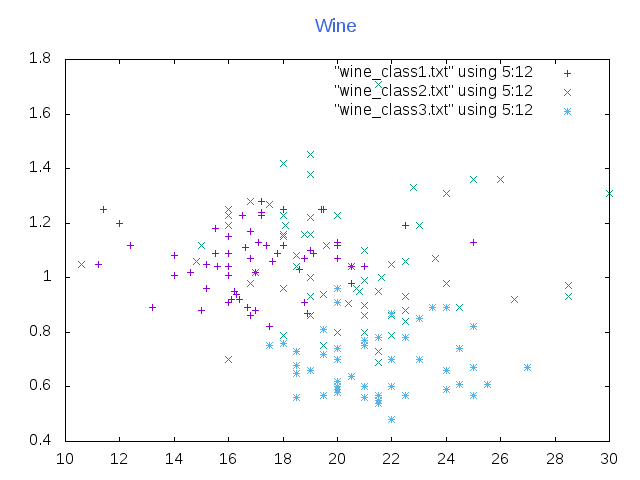 Wine
1.8
1.6
1.4
1.2
1
0.8
0.6
0.4
"wine_class1.txt" using 5:12
"wine_class2.txt" using 5:12
"wine_class3.txt" using 5:12
10 12 14 16 18 20 22 24 26 28 30